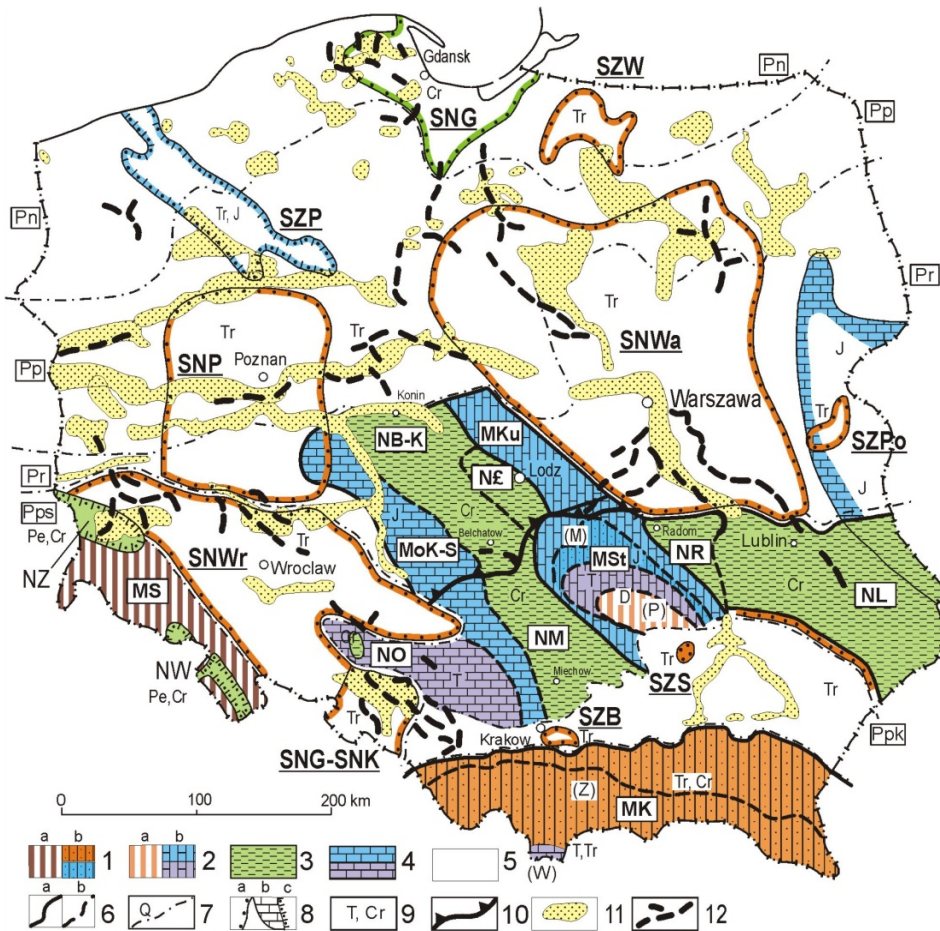 Gdansk
Cr
SNG
SZW
Pn
Tr
Pp
Pn
Tr, J
SZP
Pr
Tr
Tr
Tr
SNP
Poznan
SNWa
J
Pp
Konin
Warszawa
Tr
NB-K
MKu
SZPo
N£
Lodz
Pr
J
Pps
Pe,Cr
Tr
Cr
J
Belchatow
(M)
Radom
Lublin
SNWr
Wroclaw
MoK-S
MSt
NR
J
NZ
MS
T
D
(P)
Cr
NL
Cr
NO
Cr
NM
NW
Pe,Cr
T
Miechow
Tr
SZS
Tr
Tr
SZB
Krakow
Tr
Ppk
SNG-SNK
(Z)
Tr, Cr
MK
0 100 200 km
T,Tr
(W)
a b a b
1 2 3 4 5
a b Q a b c T, Cr
6 7 8 9 10 11 12